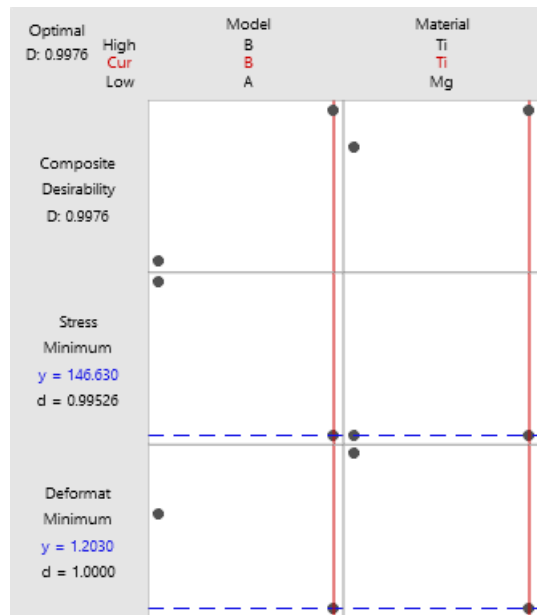 Optimal
D: 0.9976
High
Cur
Low
Model
B
B
A
Material
Ti
Ti
Mg
Composite
Desirability
D: 0.9976
Stress
Minimum
y = 146.630
d = 0.99526
Deformat
Minimum
y = 1.2030
d = 1.0000